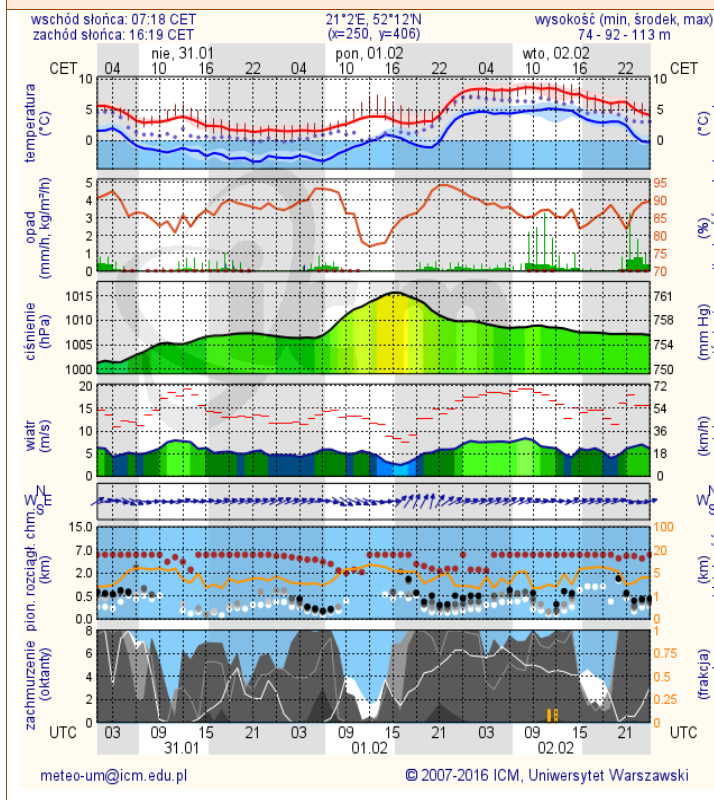 wschód słońca: 07:18 CET 21°2'E, 52°12'N wysokość (min, środek, max)
zachód słońca: 16:19 CET (x=250, y=406) 74 - 92 - 113 m
nie, 31.01 pon, 01.02 wto, 02.02
CET 04 10 16 22 04 10 16 22 04 10 16 22 CET
temperatura
(°C)
10
5
0
10
5
0
(°C)
opad
(mm/h, kg/m²/h)
5
4
3
2
1
0
95
90
85
80
75
70
(%)
ciśnienie
(hPa)
1015
1010
1005
1000
761
758
754
750
(mm Hg)
wiatr
(m/s)
20
15
10
5
0
72
54
36
18
0
(km/h)
N
W E
S
N
W
S
pion. rozciągł. chm.
(km)
15.0
7.0
2.0
0.5
0.0
100
20
5
1
0
(km)
zachmurzenie
(oktanty)
8
6
4
2
0
1
0.75
0.5
0.25
0
(frakcja)
UTC 03 09 15 21 03 09 15 21 03 09 15 21 UTC
31.01 01.02 02.02
meteo-um@icm.edu.pl © 2007-2016 ICM, Uniwersytet Warszawski